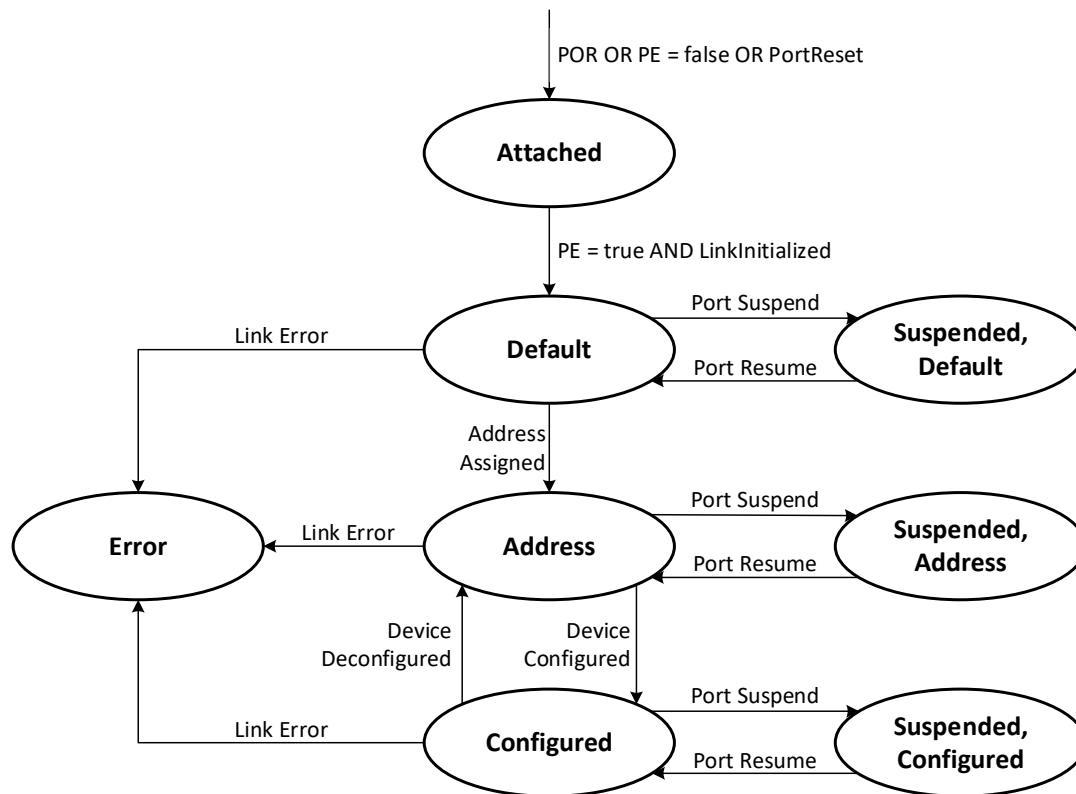 POR OR PE = false OR PortReset
Attached
PE = true AND LinkInitialized
Port Suspend
Link Error
Default
Suspended,
Default
Port Resume
Address
Assigned
Port Suspend
Error
Link Error
Address
Suspended,
Address
Port Resume
Device
Deconfigured
Device
Configured
Port Suspend
Link Error
Configured
Suspended,
Configured
Port Resume